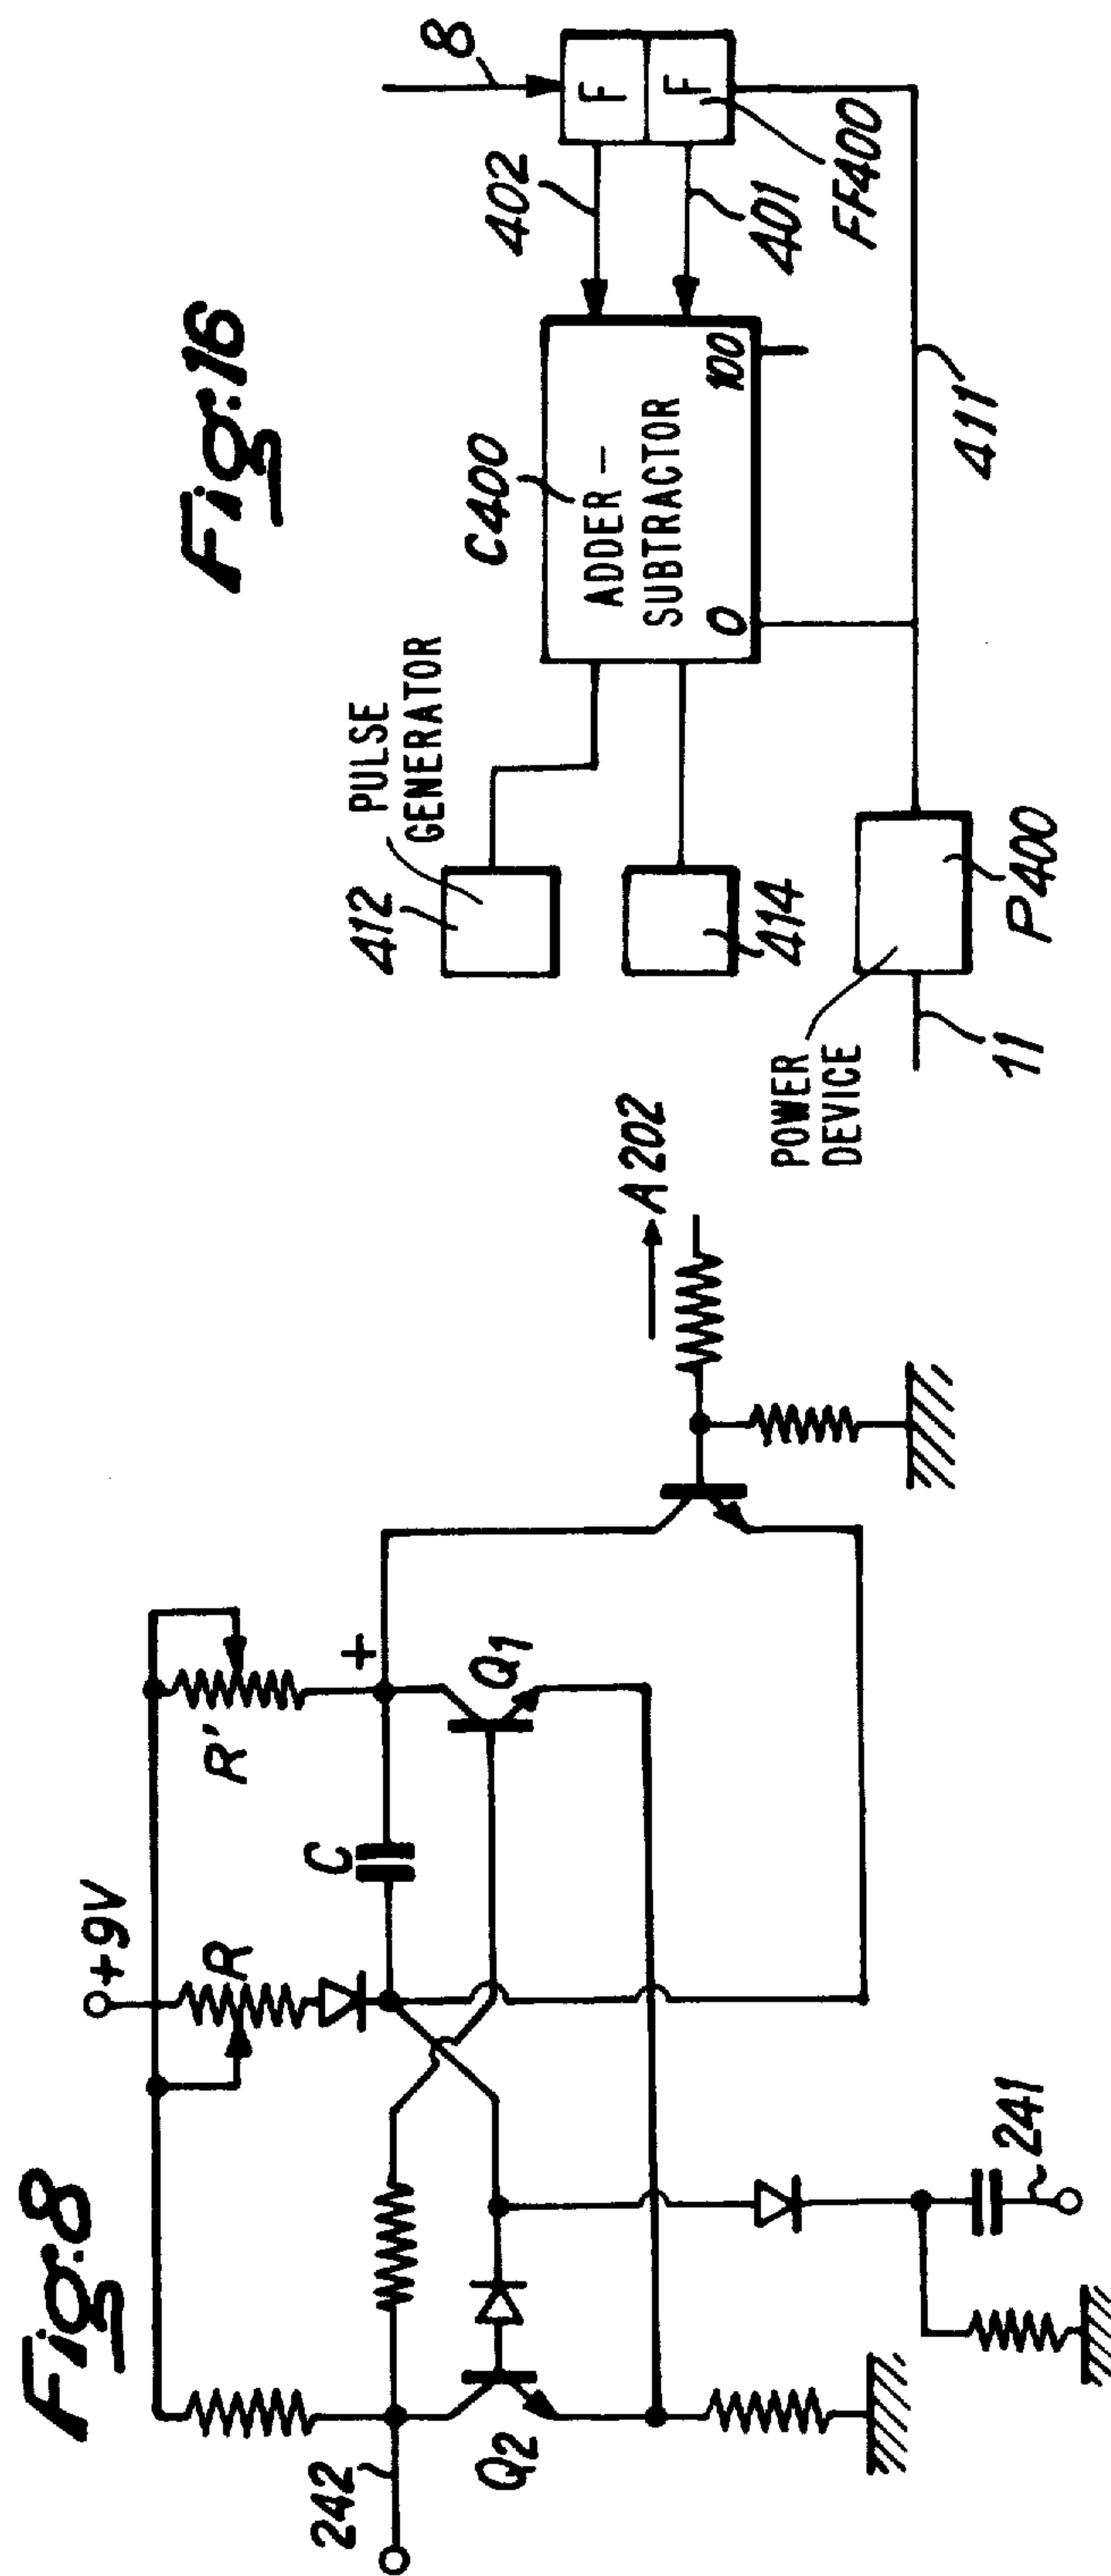 Fig.8
+9V
R
R'
C
+
Q1
Q2
242
241
A202
Fig.16
412
PULSE
GENERATOR
C400
ADDER-
SUBTRACTOR
0
100
402
401
8
F
F
FF400
411
414
POWER
DEVICE
11
P400